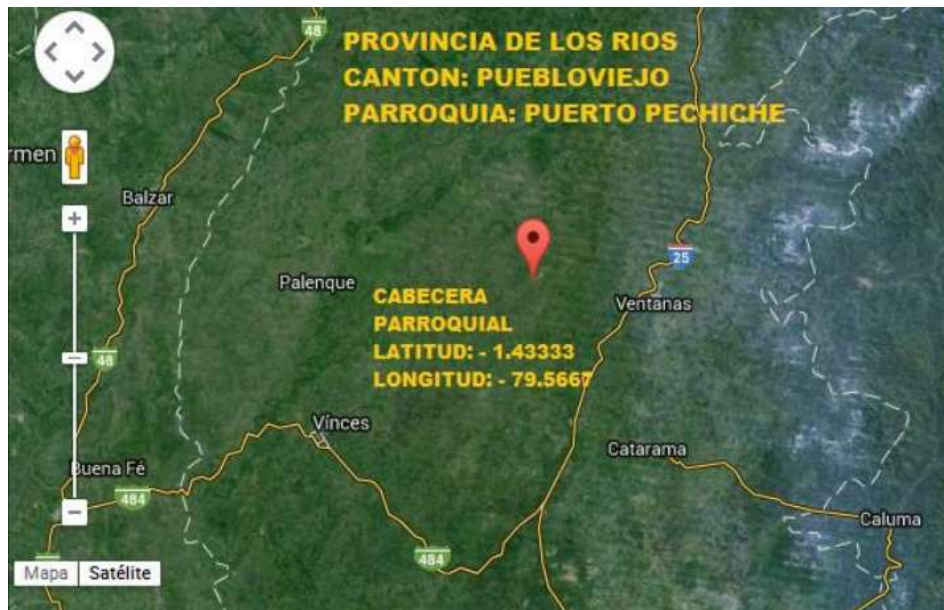 48
PROVINCIA DE LOS RIOS
CANTON: PUEBLOVIEJO
PARROQUIA: PUERTO PECHICHE
rmen
Balzar
25
Palenque
CABECERA
PARROQUIAL
LATITUD: - 1.43333
LONGITUD: - 79.5667
Ventanas
48
Vínces
Catarama
Buena Fé
484
Caluma
484
Mapa
Satélite